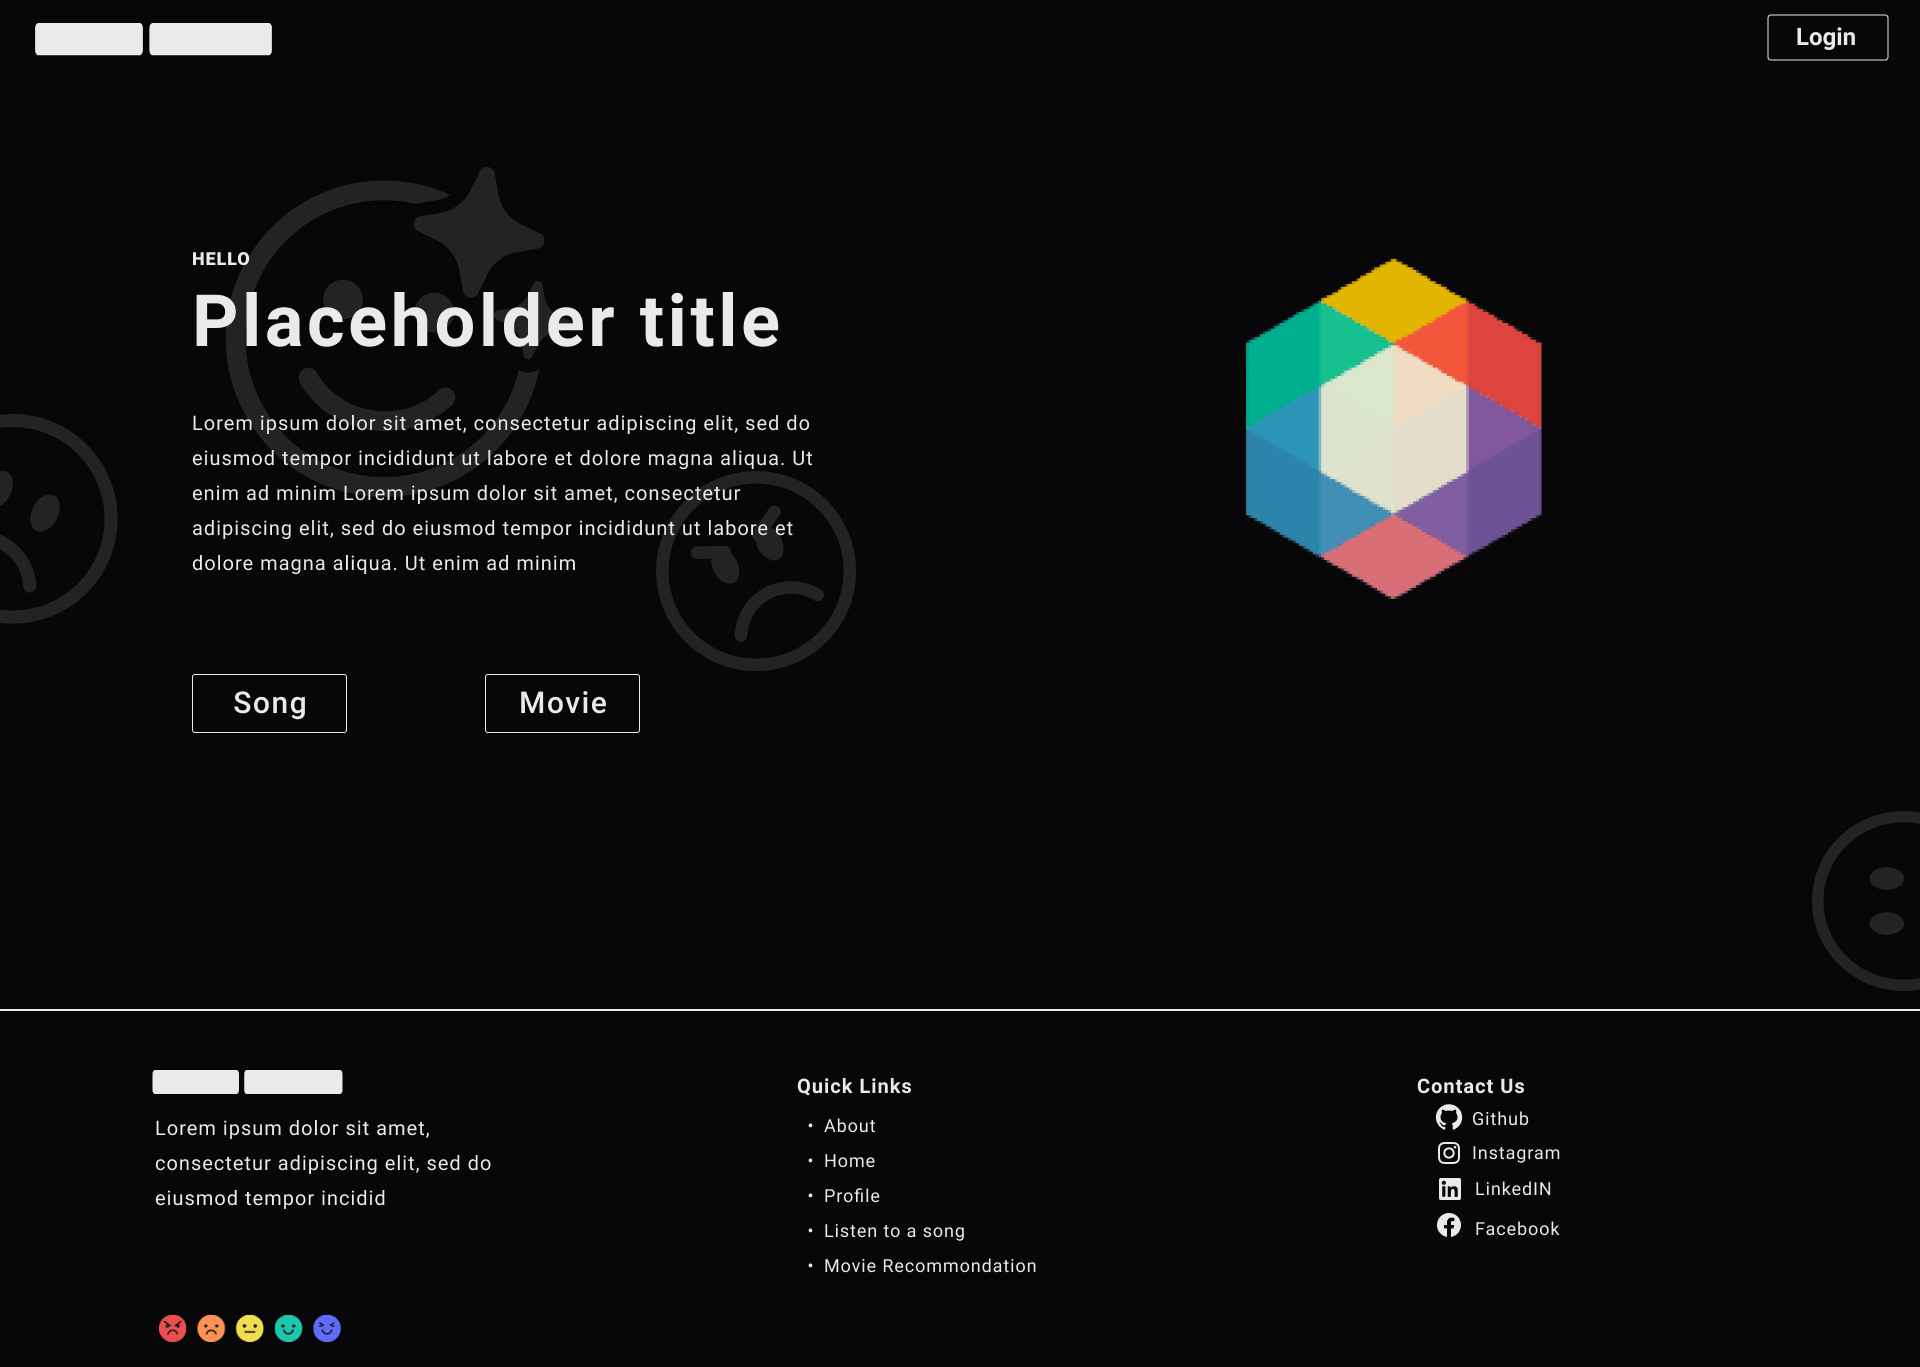 Login
HELLO
Placeholder title
Lorem ipsum dolor sit amet, consectetur adipiscing elit, sed do
eiusmod tempor incididunt ut labore et dolore magna aliqua. Ut
enim ad minim Lorem ipsum dolor sit amet, consectetur
adipiscing elit, sed do eiusmod tempor incididunt ut labore et
dolore magna aliqua. Ut enim ad minim
Song
Movie
Lorem ipsum dolor sit amet,
consectetur adipiscing elit, sed do
eiusmod tempor incidid
Quick Links
• About
• Home
• Profile
• Listen to a song
• Movie Recommondation
Contact Us
Github
Instagram
LinkedIN
Facebook